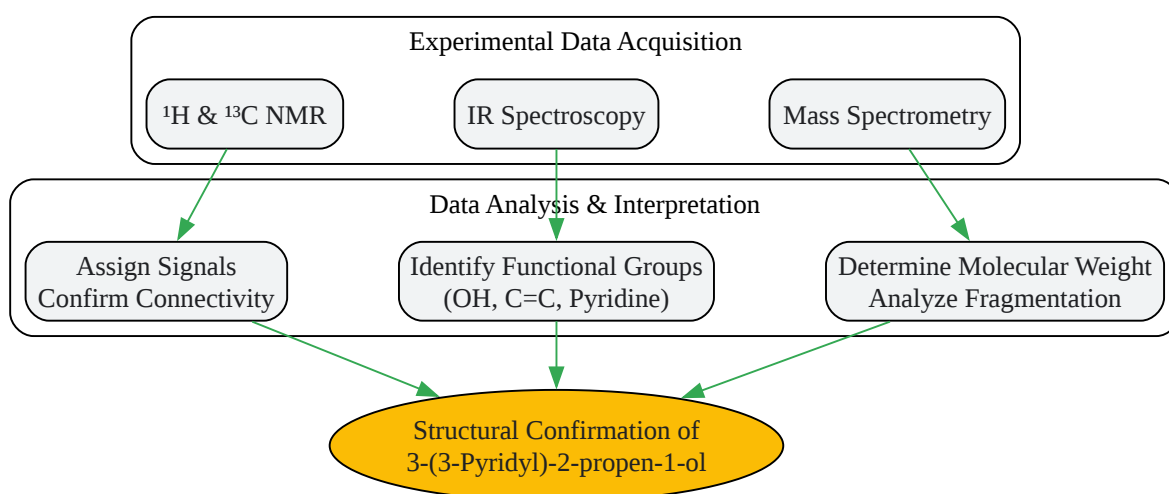 Experimental Data Acquisition
¹H & ¹³C NMR
IR Spectroscopy
Mass Spectrometry
Data Analysis & Interpretation
Assign Signals
Confirm Connectivity
Identify Functional Groups
(OH, C=C, Pyridine)
Determine Molecular Weight
Analyze Fragmentation
Structural Confirmation of
3-(3-Pyridyl)-2-propen-1-ol